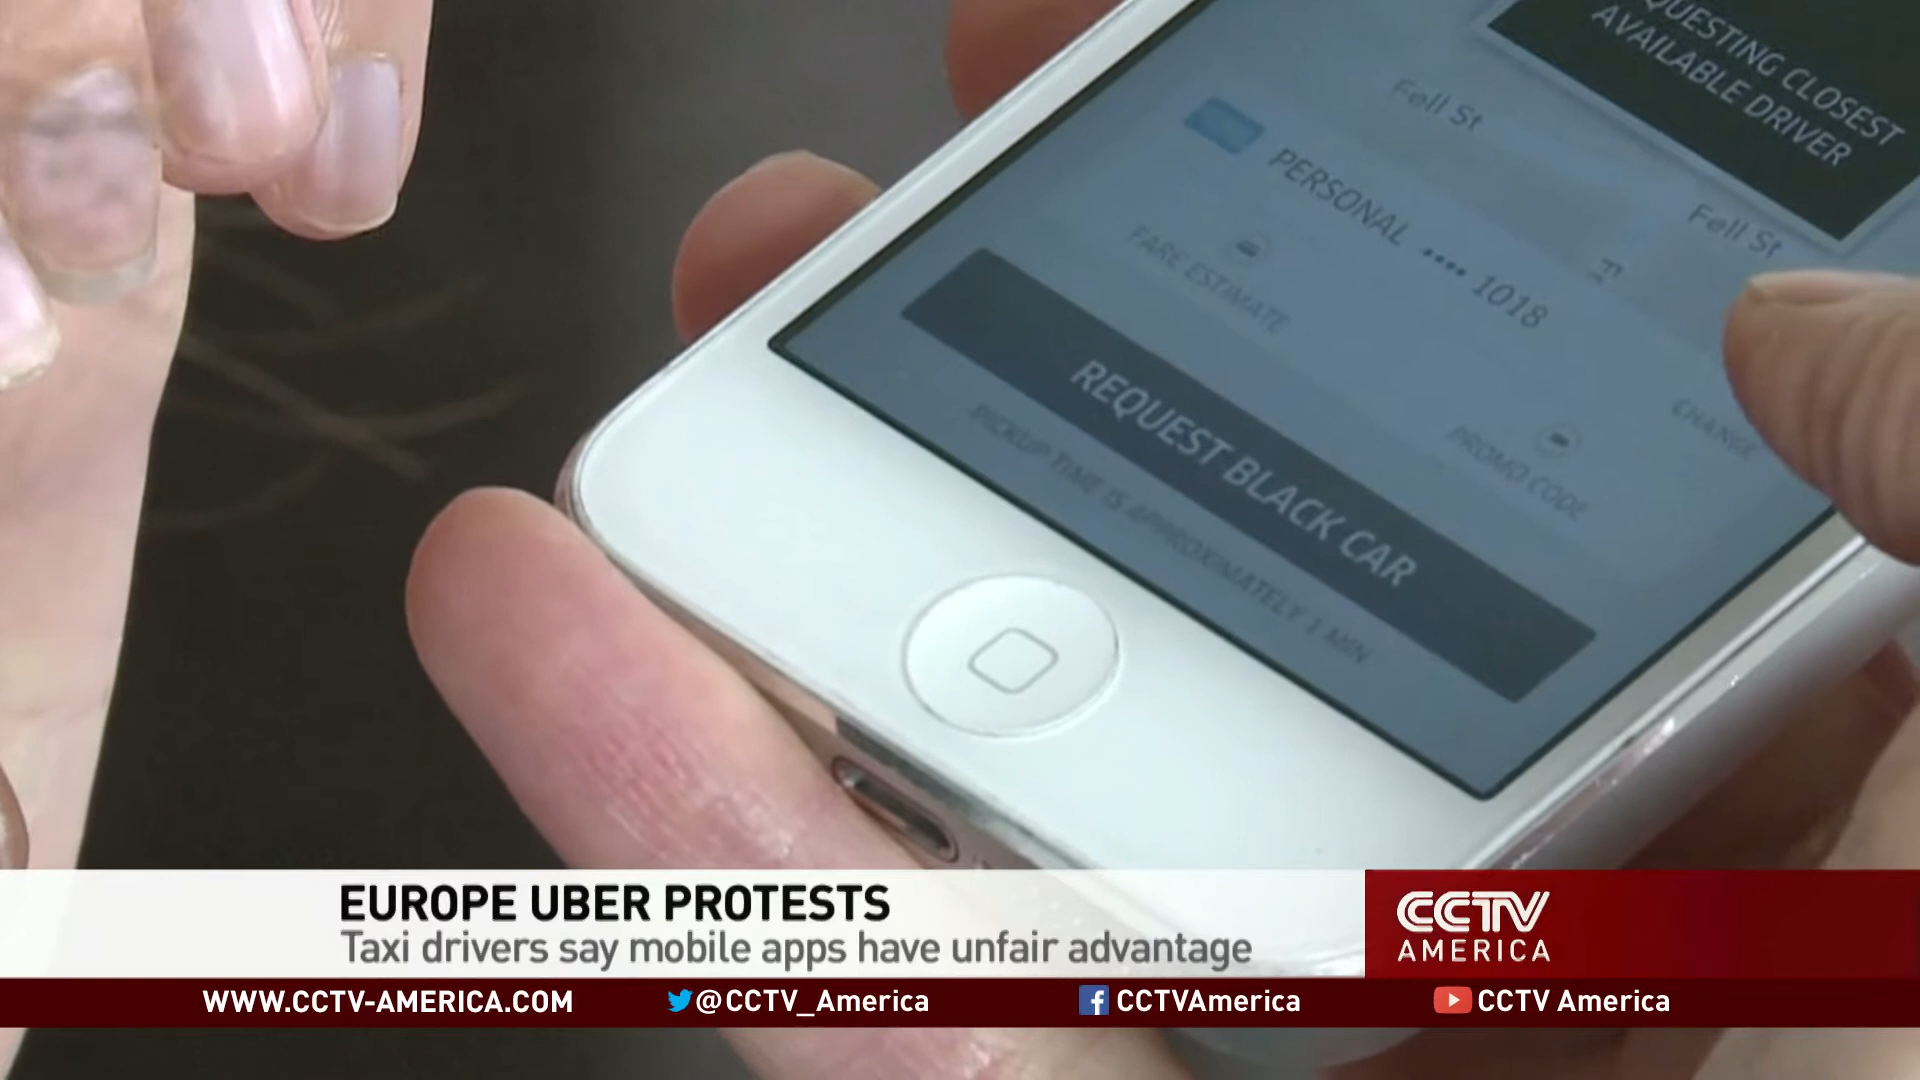 QUESTING CLOSEST
AVAILABLE DRIVER
Fell St
Fell St
PERSONAL •••• 1018
CHANGE
FARE ESTIMATE
PROMO CODE
REQUEST BLACK CAR
PICKUP TIME IS APPROXIMATELY 1 MIN
EUROPE UBER PROTESTS
Taxi drivers say mobile apps have unfair advantage
CCTV
AMERICA
WWW.CCTV-AMERICA.COM
@CCTV_America
CCTVAmerica
CCTV America